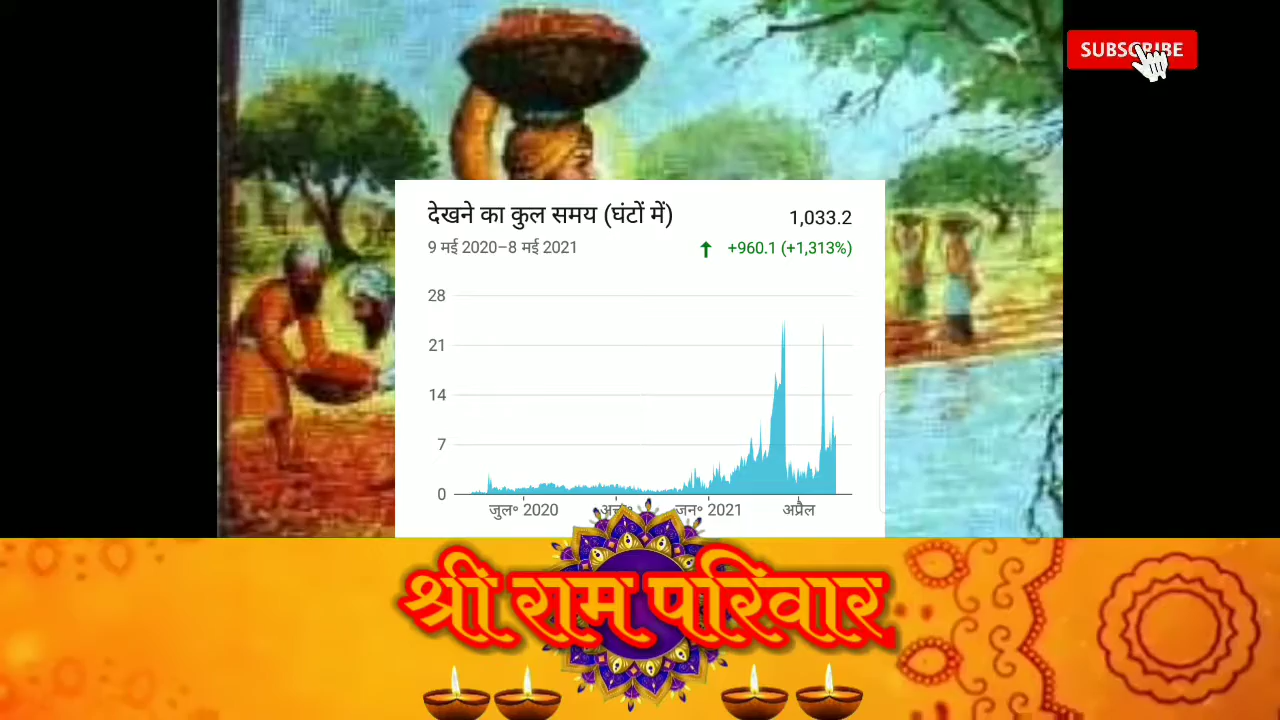 SUBSCRIBE
देखने का कुल समय (घंटों में) 1,033.2
9 मई 2020–8 मई 2021 +960.1 (+1,313%)
28
21
14
7
0
जुल॰ 2020 जन॰ 2021 अप्रैल
श्री राम परिवार